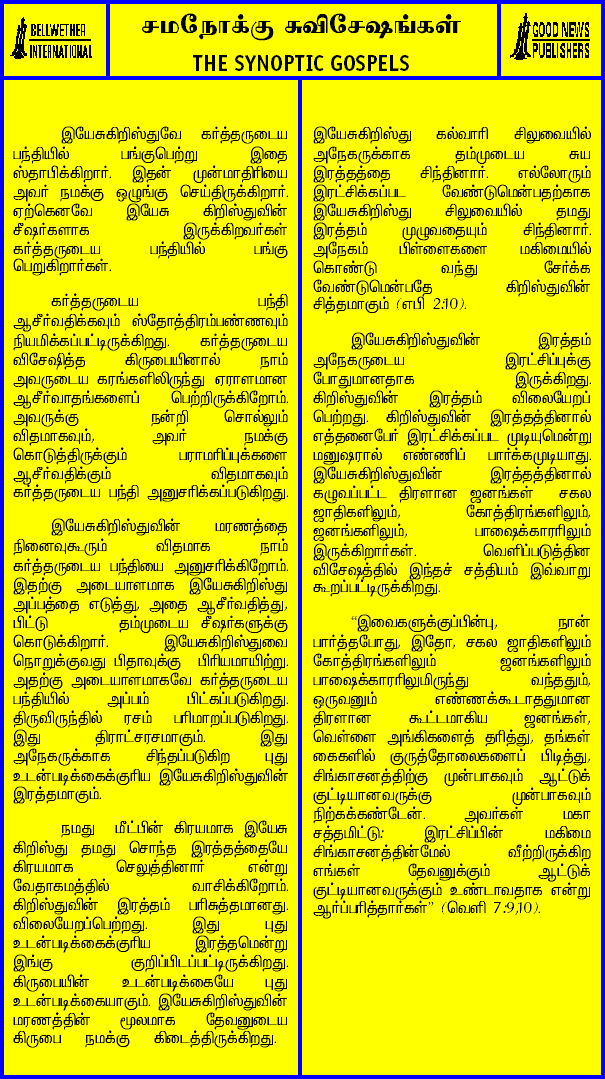 BELLWETHER
INTERNATIONAL
சமநோக்கு சுவிசேஷங்கள்
THE SYNOPTIC GOSPELS
GOOD NEWS
PUBLISHERS
இயேசுகிறிஸ்துவே கர்த்தருடைய
பந்தியில் பங்குபெற்று இதை
ஸ்தாபிக்கிறார். இதன் முன்மாதிரியை
அவர் நமக்கு ஒழுங்கு செய்திருக்கிறார்.
ஏற்கெனவே இயேசு கிறிஸ்துவின்
சீஷர்களாக இருக்கிறவர்கள்
கர்த்தருடைய பந்தியில் பங்கு
பெறுகிறார்கள்.
கர்த்தருடைய பந்தி
ஆசீர்வதிக்கவும் ஸ்தோத்திரம்பண்ணவும்
நியமிக்கப்பட்டிருக்கிறது. கர்த்தருடைய
விசேஷித்த கிருபையினால் நாம்
அவருடைய கரங்களிலிருந்து ஏராளமான
ஆசீர்வாதங்களைப் பெற்றிருக்கிறோம்.
அவருக்கு நன்றி சொல்லும்
விதமாகவும், அவர் நமக்கு
கொடுத்திருக்கும் பராமரிப்புக்களை
ஆசீர்வதிக்கும் விதமாகவும்
கர்த்தருடைய பந்தி அனுசரிக்கப்படுகிறது.
இயேசுகிறிஸ்துவின் மரணத்தை
நினைவுகூரும் விதமாக நாம்
கர்த்தருடைய பந்தியை அனுசரிக்கிறோம்.
இதற்கு அடையாளமாக இயேசுகிறிஸ்து
அப்பத்தை எடுத்து, அதை ஆசீர்வதித்து,
பிட்டு தம்முடைய சீஷர்களுக்கு
கொடுக்கிறார். இயேசுகிறிஸ்துவை
நொறுக்குவது பிதாவுக்கு பிரியமாயிற்று.
அதற்கு அடையாளமாகவே கர்த்தருடைய
பந்தியில் அப்பம் பிட்கப்படுகிறது.
திருவிருந்தில் ரசம் பரிமாறப்படுகிறது.
இது திராட்சரசமாகும். இது
அநேகருக்காக சிந்தப்படுகிற புது
உடன்படிக்கைக்குரிய இயேசுகிறிஸ்துவின்
இரத்தமாகும்.
நமது மீட்பின் கிரயமாக இயேசு
கிறிஸ்து தமது சொந்த இரத்தத்தையே
கிரயமாக செலுத்தினார் என்று
வேதாகமத்தில் வாசிக்கிறோம்.
கிறிஸ்துவின் இரத்தம் பரிசுத்தமானது.
விலையேறப்பெற்றது. இது புது
உடன்படிக்கைக்குரிய இரத்தமென்று
இங்கு குறிப்பிடப்பட்டிருக்கிறது.
கிருபையின் உடன்படிக்கையே புது
உடன்படிக்கையாகும். இயேசுகிறிஸ்துவின்
மரணத்தின் மூலமாக தேவனுடைய
கிருபை நமக்கு கிடைத்திருக்கிறது.
இயேசுகிறிஸ்து கல்வாரி சிலுவையில்
அநேகருக்காக தம்முடைய சுய
இரத்தத்தை சிந்தினார். எல்லோரும்
இரட்சிக்கப்பட வேண்டுமென்பதற்காக
இயேசுகிறிஸ்து சிலுவையில் தமது
இரத்தம் முழுவதையும் சிந்தினார்.
அநேகம் பிள்ளைகளை மகிமையில்
கொண்டு வந்து சேர்க்க
வேண்டுமென்பதே கிறிஸ்துவின்
சித்தமாகும் (எபி 2:10).
இயேசுகிறிஸ்துவின் இரத்தம்
அநேகருடைய இரட்சிப்புக்கு
போதுமானதாக இருக்கிறது.
கிறிஸ்துவின் இரத்தம் விலையேறப்
பெற்றது. கிறிஸ்துவின் இரத்தத்தினால்
எத்தனைபேர் இரட்சிக்கப்பட முடியுமென்று
மனுஷரால் எண்ணிப் பார்க்கமுடியாது.
இயேசுகிறிஸ்துவின் இரத்தத்தினால்
கழுவப்பட்ட திரளான ஜனங்கள் சகல
ஜாதிகளிலும், கோத்திரங்களிலும்,
ஜனங்களிலும், பாஷைக்காரரிலும்
இருக்கிறார்கள். வெளிப்படுத்தின
விசேஷத்தில் இந்தச் சத்தியம் இவ்வாறு
கூறப்பட்டிருக்கிறது.
“இவைகளுக்குப்பின்பு, நான்
பார்த்தபோது, இதோ, சகல ஜாதிகளிலும்
கோத்திரங்களிலும் ஜனங்களிலும்
பாஷைக்காரரிலுமிருந்து வந்ததும்,
ஒருவனும் எண்ணக்கூடாததுமான
திரளான கூட்டமாகிய ஜனங்கள்,
வெள்ளை அங்கிகளைத் தரித்து, தங்கள்
கைகளில் குருத்தோலைகளைப் பிடித்து,
சிங்காசனத்திற்கு முன்பாகவும் ஆட்டுக்
குட்டியானவருக்கு முன்பாகவும்
நிற்கக்கண்டேன். அவர்கள் மகா
சத்தமிட்டு: இரட்சிப்பின் மகிமை
சிங்காசனத்தின்மேல் வீற்றிருக்கிற
எங்கள் தேவனுக்கும் ஆட்டுக்
குட்டியானவருக்கும் உண்டாவதாக என்று
ஆர்ப்பரித்தார்கள்” (வெளி 7:9,10).